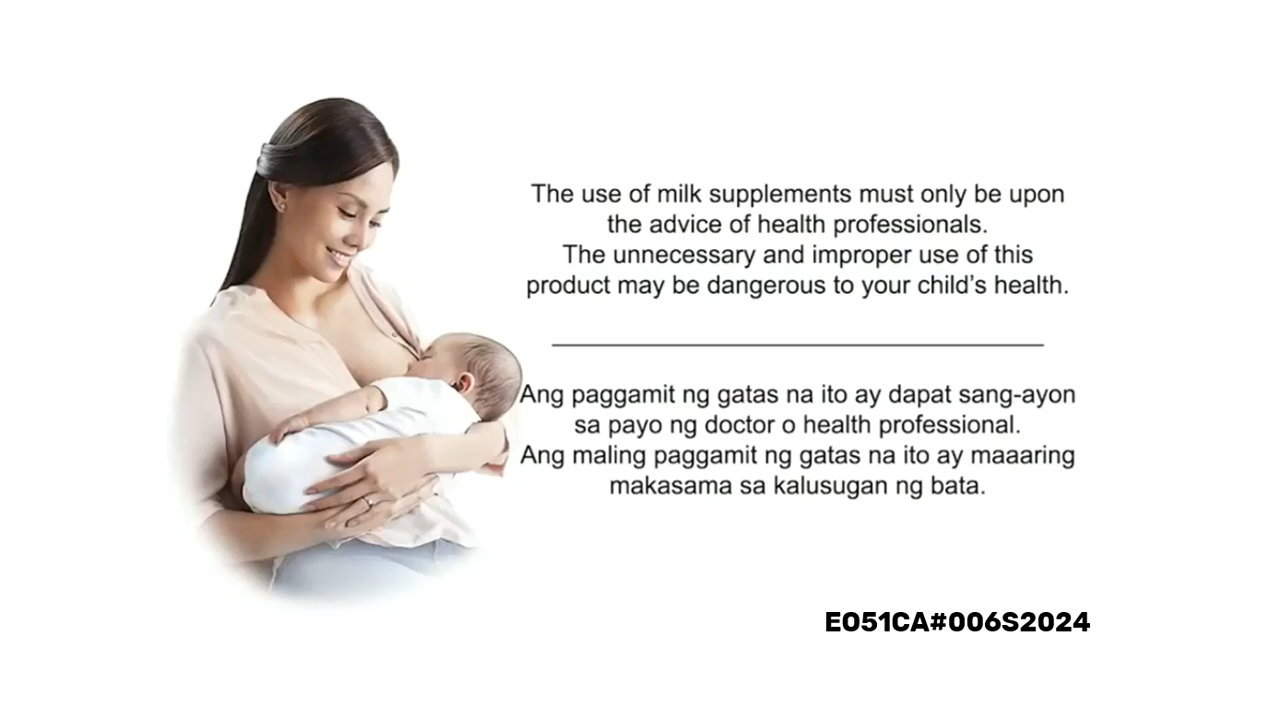 The use of milk supplements must only be upon
the advice of health professionals.
The unnecessary and improper use of this
product may be dangerous to your child's health.
Ang paggamit ng gatas na ito ay dapat sang-ayon
sa payo ng doctor o health professional.
Ang maling paggamit ng gatas na ito ay maaaring
makasama sa kalusugan ng bata.
EO51CA#006S2024